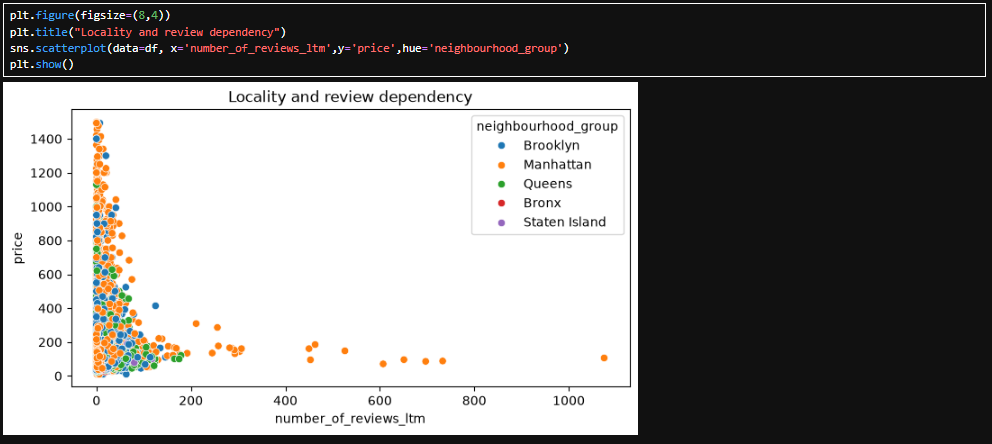 plt.figure(figsize=(8,4))
plt.title("Locality and review dependency")
sns.scatterplot(data=df, x='number_of_reviews_ltm',y='price',hue='neighbourhood_group')
plt.show()
Locality and review dependency
neighbourhood_group
Brooklyn
Manhattan
Queens
Bronx
Staten Island
price
1400
1200
1000
800
600
400
200
0
0 200 400 600 800 1000
number_of_reviews_ltm